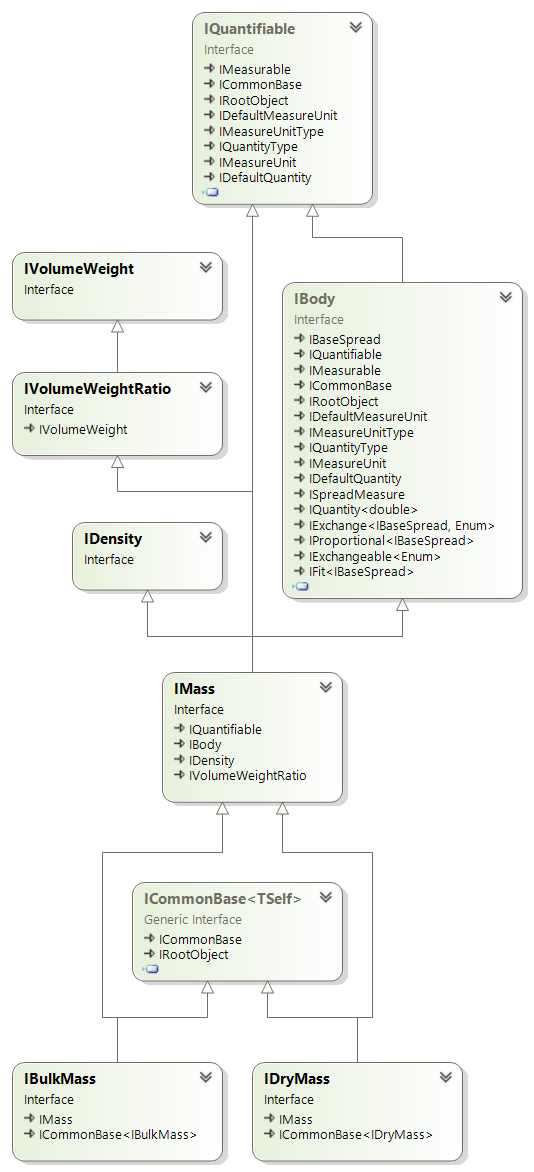 IQuantifiable
Interface
IMeasurable
ICommonBase
IRootObject
IDefaultMeasureUnit
IMeasureUnitType
IQuantityType
IMeasureUnit
IDefaultQuantity
IVolumeWeight
Interface
IBody
Interface
IBaseSpread
IQuantifiable
IMeasurable
ICommonBase
IRootObject
IDefaultMeasureUnit
IMeasureUnitType
IQuantityType
IMeasureUnit
IDefaultQuantity
ISpreadMeasure
IQuantity<double>
IExchange<IBaseSpread, Enum>
IProportional<IBaseSpread>
IExchangeable<Enum>
IFit<IBaseSpread>
IVolumeWeightRatio
Interface
IVolumeWeight
IDensity
Interface
IMass
Interface
IQuantifiable
IBody
IDensity
IVolumeWeightRatio
ICommonBase<TSelf>
Generic Interface
ICommonBase
IRootObject
IBulkMass
Interface
IMass
ICommonBase<IBulkMass>
IDryMass
Interface
IMass
ICommonBase<IDryMass>